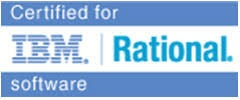 Certified for
IBM. | Rational.
software